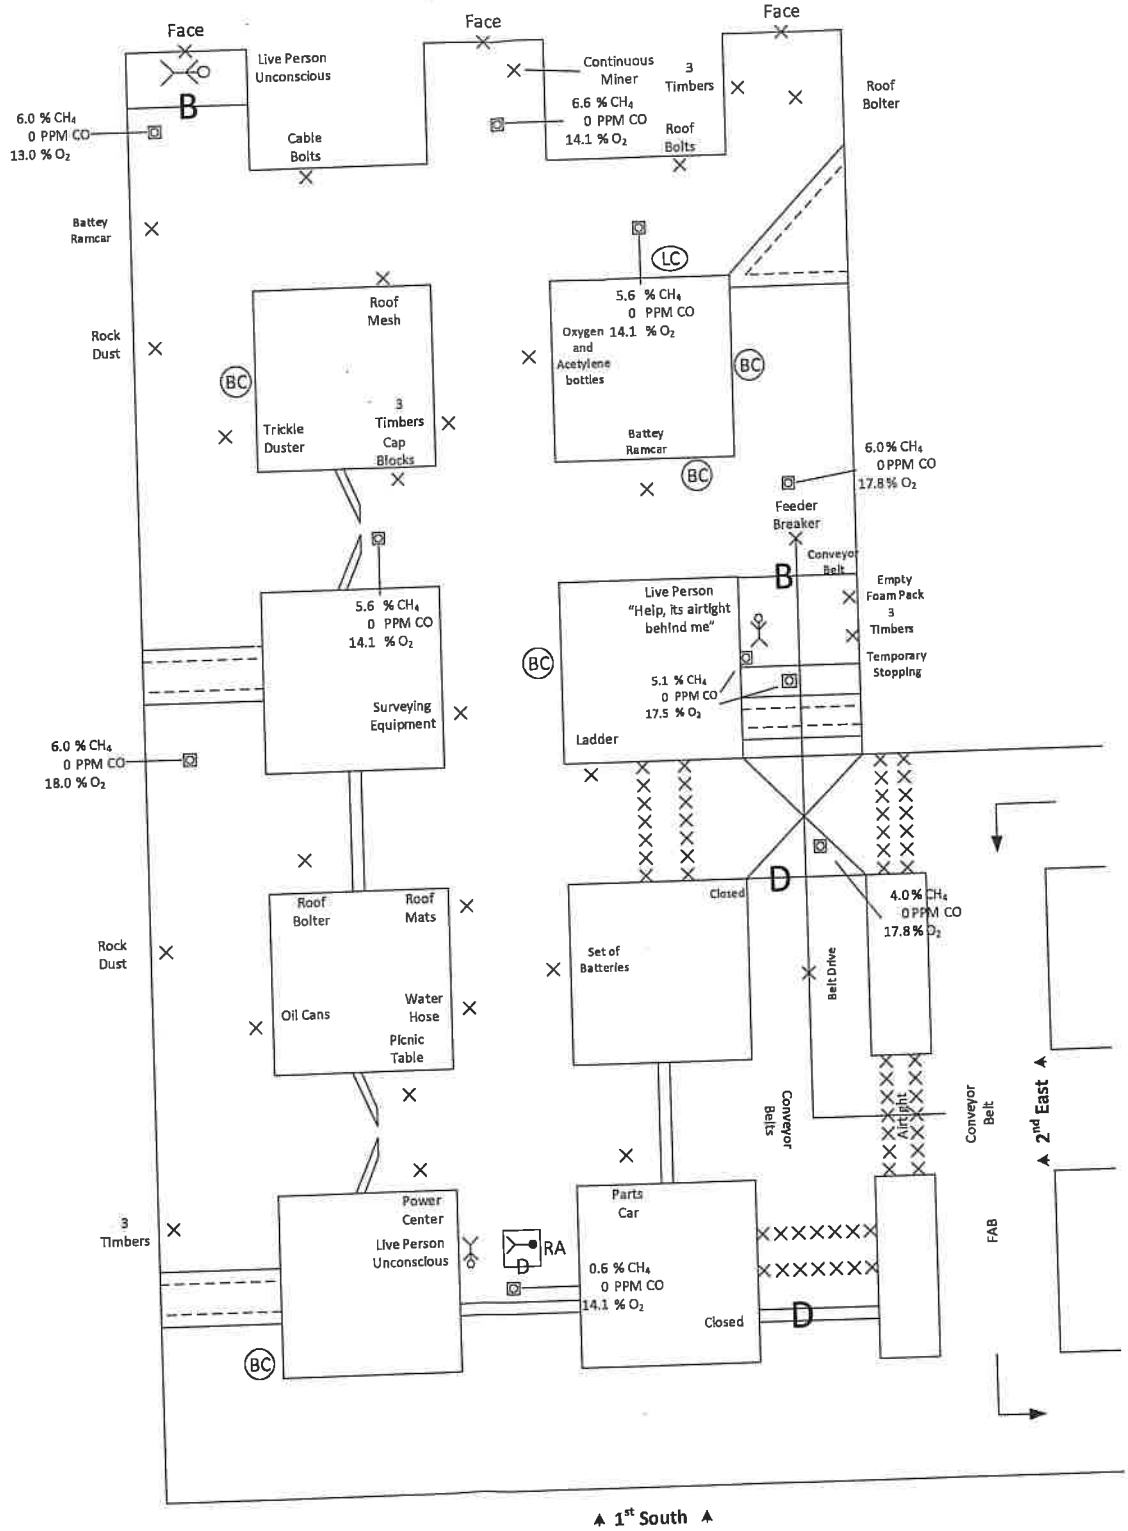 Face
Face
Face
Live Person
Unconscious
B
6.0 % CH₄
0 PPM CO
13.0 % O₂
Cable
Bolts
Continuous
Miner
6.6 % CH₄
0 PPM CO
14.1 % O₂
3
Timbers
Roof
Bolts
Roof
Bolter
Battey
Ramcar
LC
Roof
Mesh
5.6 % CH₄
0 PPM CO
14.1 % O₂
Oxygen
and
Acetylene
bottles
Rock
Dust
BC
BC
3
Timbers
Cap
Blocks
Trickle
Duster
Battey
Ramcar
BC
6.0 % CH₄
0 PPM CO
17.8 % O₂
Feeder
Breaker
Conveyor
Belt
B
Empty
Foam Pack
3
Timbers
Temporary
Stopping
5.6 % CH₄
0 PPM CO
14.1 % O₂
Live Person
"Help, its airtight
behind me"
BC
5.1 % CH₄
0 PPM CO
17.5 % O₂
Surveying
Equipment
Ladder
6.0 % CH₄
0 PPM CO
18.0 % O₂
D
Closed
4.0 % CH₄
0 PPM CO
17.8 % O₂
Roof
Bolter
Roof
Mats
Rock
Dust
Set of
Batteries
Belt Drive
Oil Cans
Water
Hose
Picnic
Table
Conveyor
Belts
Airtight
Conveyor
Belt
2nd East
3
Timbers
Power
Center
Live Person
Unconscious
RA
D
Parts
Car
0.6 % CH₄
0 PPM CO
14.1 % O₂
Closed
D
FAB
BC
1st South